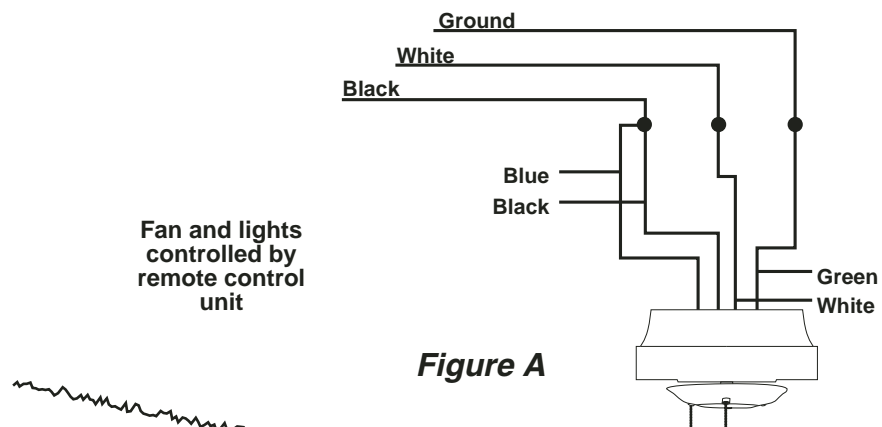 Ground
White
Black
Blue
Black
Fan and lights
controlled by
remote control
unit
Green
White
Figure A